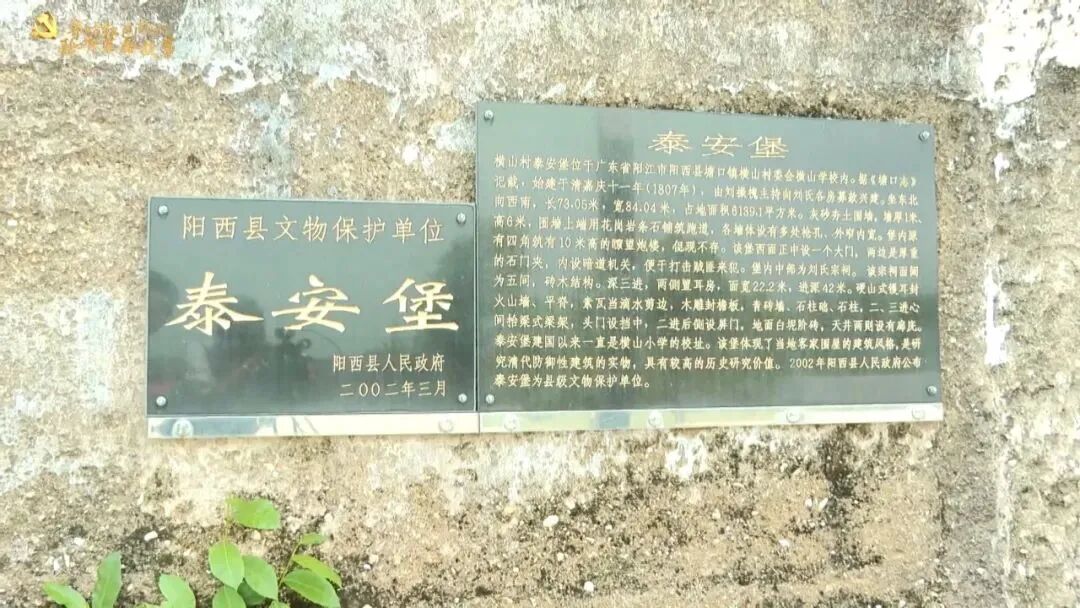 阳西县文物保护单位
泰安堡
阳西县人民政府
二00二年三月
泰安堡
横山村泰安堡位于广东省阳江市阳西县塘口镇横山村委会横山学校内。据《塘口志》
记载，始建于清嘉庆十一年(1807年)，由刘振槐主持向刘氏各房募款兴建。坐东北
向西南，长73.05米，宽84.04米，占地面积6139.1平方米。灰砂夯土围墙，墙厚1米、
高6米，围墙上端用花岗岩条石铺筑跑道，各墙体设有多处枪孔、外窄内宽。堡内原
有四角筑有10米高的瞭望炮楼，但现不存。该堡西面正中设一个大门，两边是厚重
的石门夹，内设暗道机关，便于打击贼匪来犯。堡内中部为刘氏宗祠。该宗祠面阔
为五间，砖木结构。深三进，两侧置耳房，面宽22.2米，进深42米。硬山式镬耳封
火山墙、平脊，素瓦当滴水剪边，木雕封檐板，青砖墙、石柱础、石柱，二、三进心
间抬梁式梁架，头门设挡中，二进后侧设屏门，地面白坭阶砖，天井两则设有廊庑。
泰安堡建国以来一直是横山小学的校址。该堡体现了当地客家围屋的建筑风格，是研
究清代防御性建筑的实物，具有较高的历史研究价值。2002年阳西县人民政府公布
泰安堡为县级文物保护单位。